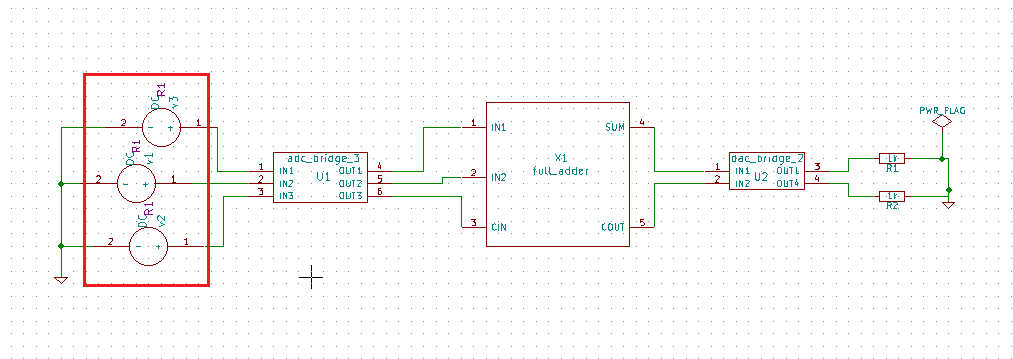 DC
R1
v3
2
-
+
1
DC
R1
v1
2
-
+
1
DC
R1
v2
2
-
+
1
adc_bridge_3
U1
1
IN1
OUT1
4
2
IN2
OUT2
5
3
IN3
OUT3
6
X1
full_adder
1
IN1
2
IN2
3
CIN
SUM
4
COUT
5
dac_bridge_2
U2
1
IN1
OUT1
3
2
IN2
OUT4
4
PWR_FLAG
1k
R1
1k
R2